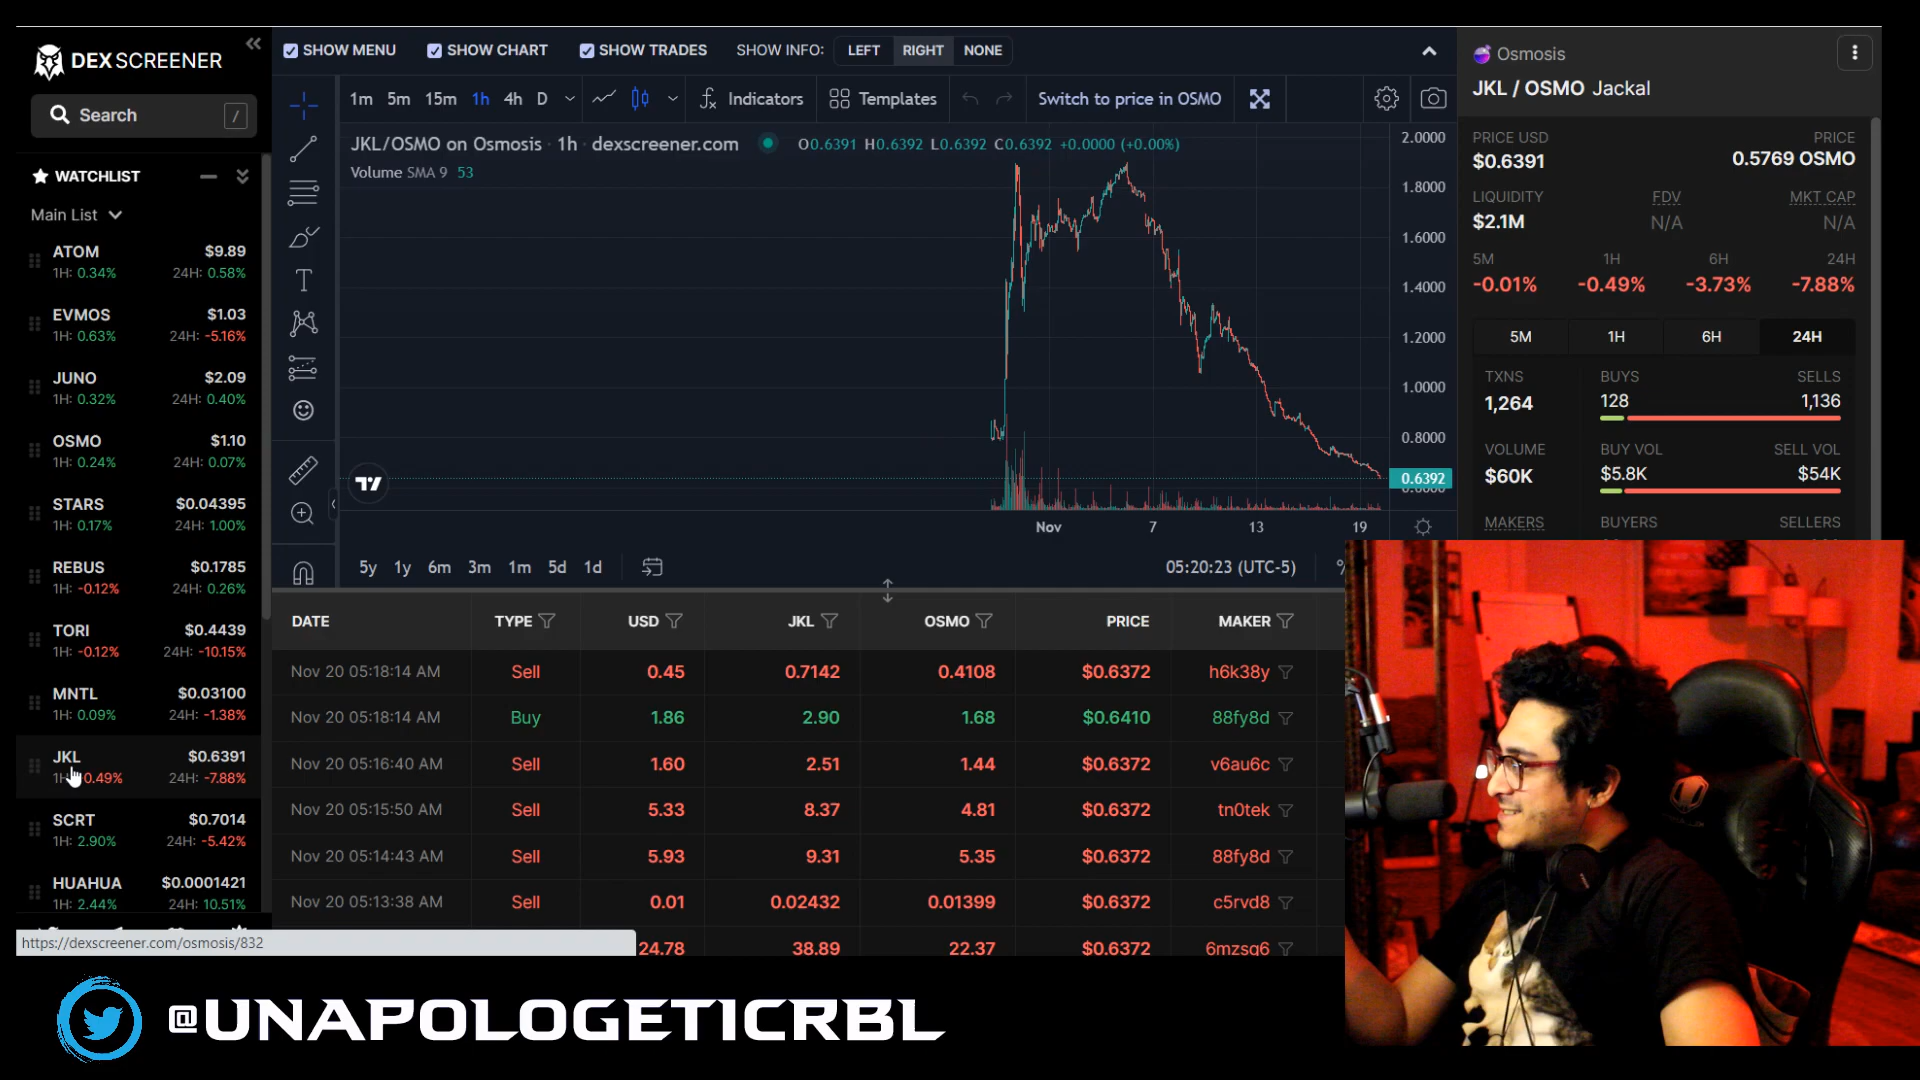 DEX SCREENER
Search
/
WATCHLIST
Main List
ATOM $9.89
1H: 0.34% 24H: 0.58%
EVMOS $1.03
1H: 0.63% 24H: -5.16%
JUNO $2.09
1H: 0.32% 24H: 0.40%
OSMO $1.10
1H: 0.24% 24H: 0.07%
STARS $0.04395
1H: 0.17% 24H: 1.00%
REBUS $0.1785
1H: -0.12% 24H: 0.26%
TORI $0.4439
1H: -0.12% 24H: -10.15%
MNTL $0.03100
1H: 0.09% 24H: -1.38%
JKL $0.6391
1H 0.49% 24H: -7.88%
SCRT $0.7014
1H: 2.90% 24H: -5.42%
HUAHUA $0.0001421
1H: 2.44% 24H: 10.51%
https://dexscreener.com/osmosis/832
SHOW MENU SHOW CHART SHOW TRADES SHOW INFO: LEFT RIGHT NONE
1m 5m 15m 1h 4h D Indicators Templates Switch to price in OSMO
JKL/OSMO on Osmosis · 1h · dexscreener.com O0.6391 H0.6392 L0.6392 C0.6392 +0.0000 (+0.00%)
Volume SMA 9 53
2.0000
1.8000
1.6000
1.4000
1.2000
1.0000
0.8000
0.6392
Nov 7 13 19
5y 1y 6m 3m 1m 5d 1d 05:20:23 (UTC-5) %
DATE TYPE USD JKL OSMO PRICE MAKER
Nov 20 05:18:14 AM Sell 0.45 0.7142 0.4108 $0.6372 h6k38y
Nov 20 05:18:14 AM Buy 1.86 2.90 1.68 $0.6410 88fy8d
Nov 20 05:16:40 AM Sell 1.60 2.51 1.44 $0.6372 v6au6c
Nov 20 05:15:50 AM Sell 5.33 8.37 4.81 $0.6372 tn0tek
Nov 20 05:14:43 AM Sell 5.93 9.31 5.35 $0.6372 88fy8d
Nov 20 05:13:38 AM Sell 0.01 0.02432 0.01399 $0.6372 c5rvd8
24.78 38.89 22.37 $0.6372 6mzsq6
Osmosis
JKL / OSMO Jackal
PRICE USD PRICE
$0.6391 0.5769 OSMO
LIQUIDITY FDV MKT CAP
$2.1M N/A N/A
5M 1H 6H 24H
-0.01% -0.49% -3.73% -7.88%
5M 1H 6H 24H
TXNS BUYS SELLS
1,264 128 1,136
VOLUME BUY VOL SELL VOL
$60K $5.8K $54K
MAKERS BUYERS SELLERS
@UNAPOLOGETICRBL